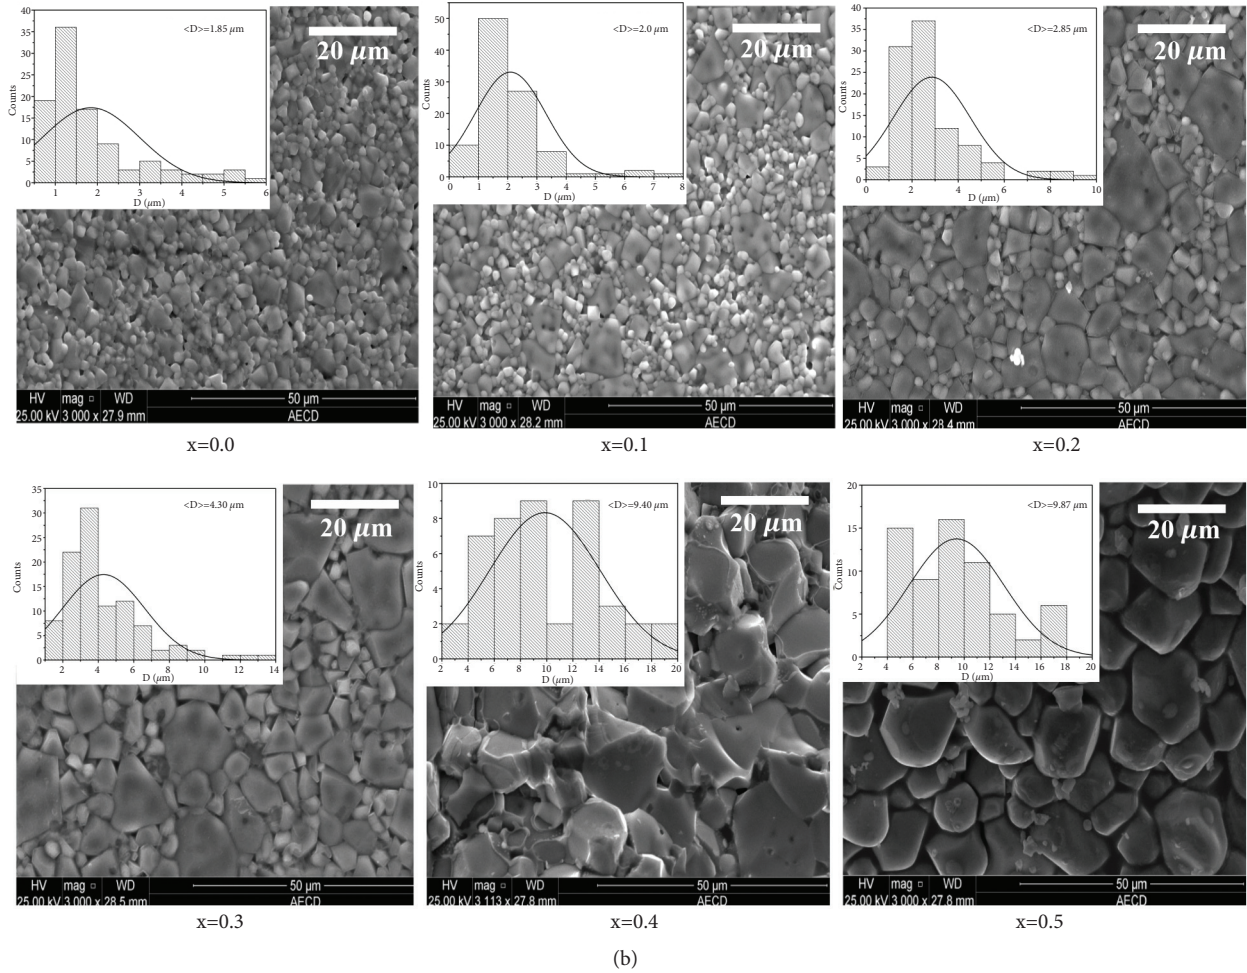 <D>=1.85 μm
20 μm
Counts
40
35
30
25
20
15
10
5
0
1 2 3 4 5 6
D (μm)
HV mag □ WD 50 μm
25.00 kV 3 000 x 27.9 mm AECD
x=0.0
<D>=2.0 μm
20 μm
Counts
50
40
30
20
10
0
0 1 2 3 4 5 6 7 8
D (μm)
HV mag □ WD 50 μm
25.00 kV 3 000 x 28.2 mm AECD
x=0.1
<D>=2.85 μm
20 μm
Counts
40
35
30
25
20
15
10
5
0
0 2 4 6 8 10
D (μm)
HV mag □ WD 50 μm
25.00 kV 3 000 x 28.4 mm AECD
x=0.2
<D>=4.30 μm
20 μm
Counts
35
30
25
20
15
10
5
0
2 4 6 8 10 12 14
D (μm)
HV mag □ WD 50 μm
25.00 kV 3 000 x 28.5 mm AECD
x=0.3
<D>=9.40 μm
20 μm
Counts
10
8
6
4
2
0
2 4 6 8 10 12 14 16 18 20
D (μm)
HV mag □ WD 50 μm
25.00 kV 3 113 x 27.8 mm AECD
x=0.4
<D>=9.87 μm
20 μm
Counts
20
15
10
5
0
2 4 6 8 10 12 14 16 18 20
D (μm)
HV mag □ WD 50 μm
25.00 kV 3 000 x 27.8 mm AECD
x=0.5
(b)